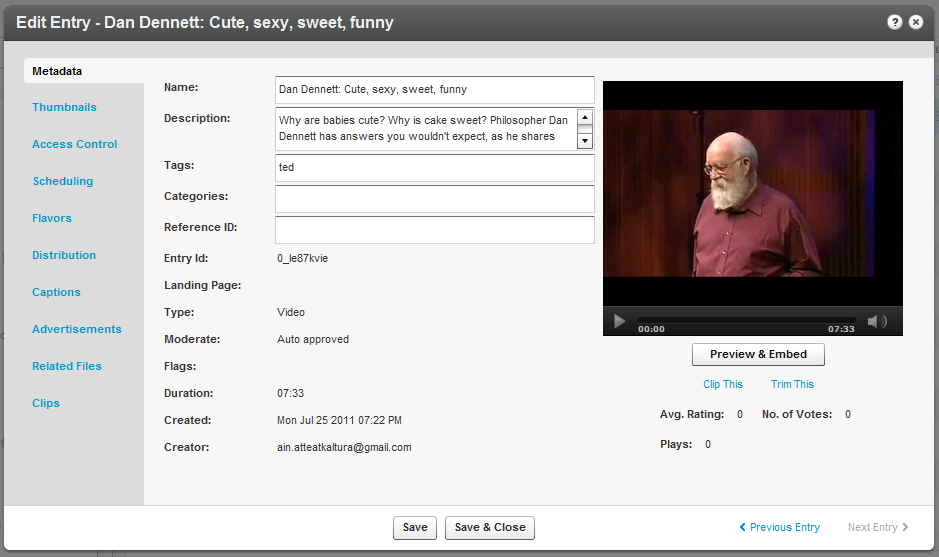 Edit Entry - Dan Dennett: Cute, sexy, sweet, funny
?
Metadata
Thumbnails
Access Control
Scheduling
Flavors
Distribution
Captions
Advertisements
Related Files
Clips
Name: Dan Dennett: Cute, sexy, sweet, funny
Description: Why are babies cute? Why is cake sweet? Philosopher Dan
Dennett has answers you wouldn't expect, as he shares
Tags: ted
Categories:
Reference ID:
Entry Id: 0_le87kvie
Landing Page:
Type: Video
Moderate: Auto approved
Flags:
Duration: 07:33
Created: Mon Jul 25 2011 07:22 PM
Creator: ain.atteatkaltura@gmail.com
00:00 07:33
Preview & Embed
Clip This Trim This
Avg. Rating: 0 No. of Votes: 0
Plays: 0
Save Save & Close Previous Entry Next Entry